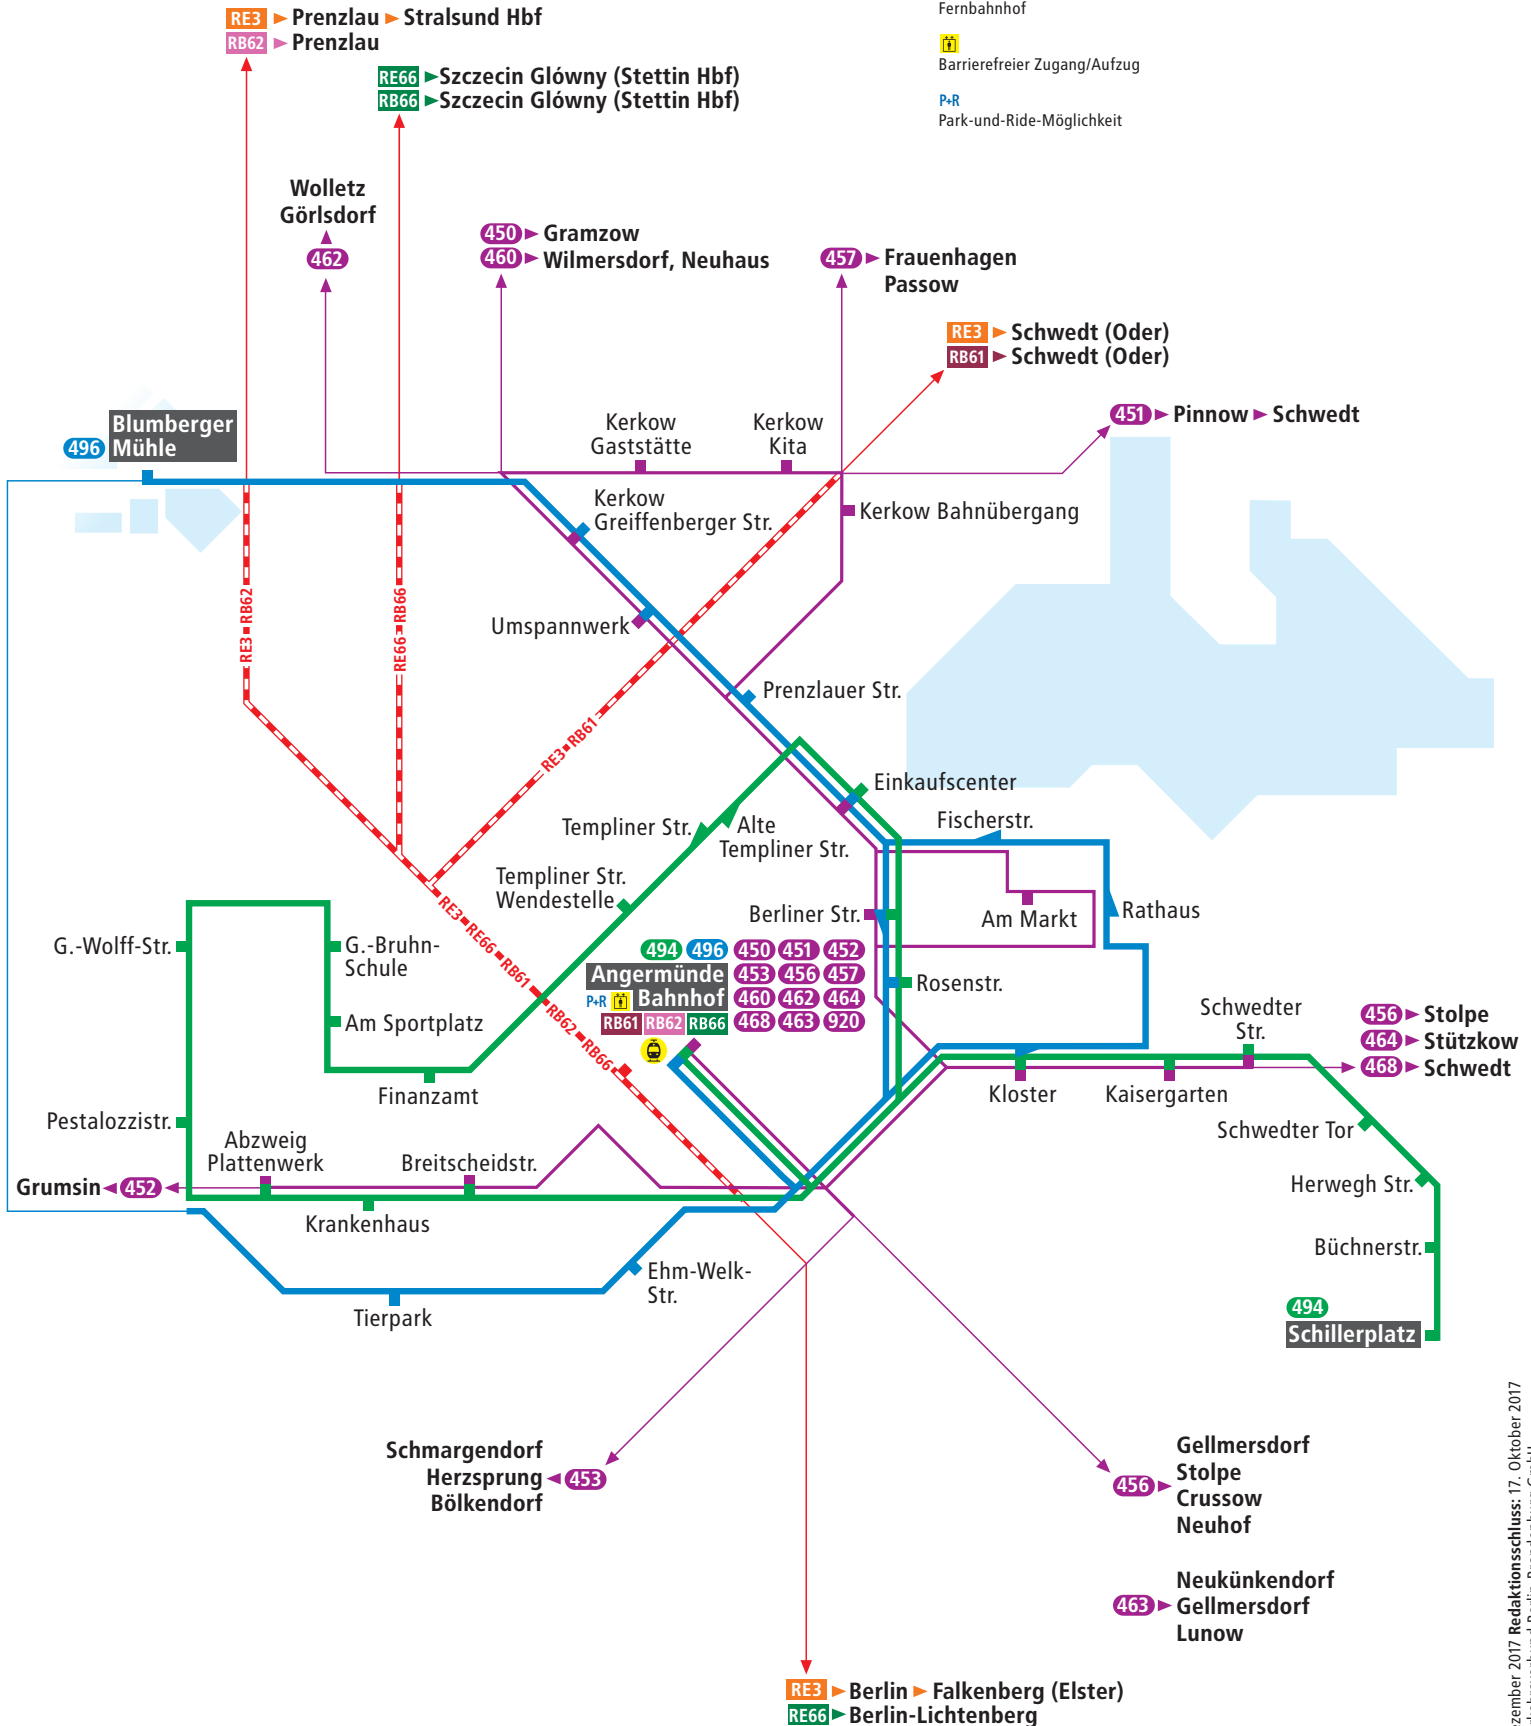 Fernbahnhof
Barrierefreier Zugang/Aufzug
P+R
Park-und-Ride-Möglichkeit
RE3 Prenzlau Stralsund Hbf
RB62 Prenzlau
RE66 Szczecin Glówny (Stettin Hbf)
RB66 Szczecin Glówny (Stettin Hbf)
Wolletz
Görlsdorf
462
450 Gramzow
460 Wilmersdorf, Neuhaus
457 Frauenhagen
Passow
RE3 Schwedt (Oder)
RB61 Schwedt (Oder)
451 Pinnow Schwedt
Blumberger
496 Mühle
Kerkow
Gaststätte
Kerkow
Kita
Kerkow
Greiffenberger Str.
Kerkow Bahnübergang
RE3 RB62
RE66 RB66
Umspannwerk
Prenzlauer Str.
RE3 RB61
Einkaufscenter
Fischerstr.
Templiner Str.
Alte
Templiner Str.
Templiner Str.
Wendestelle
RE3 RE66 RB61 RB62 RB66
Berliner Str.
Am Markt
Rathaus
G.-Wolff-Str.
G.-Bruhn-
Schule
Am Sportplatz
494 496 450 451 452
Angermünde 453 456 457
P+R Bahnhof 460 462 464
RB61 RB62 RB66 468 463 920
Rosenstr.
Schwedter
Str.
456 Stolpe
464 Stützkow
468 Schwedt
Finanzamt
Kloster
Kaisergarten
Pestalozzistr.
Schwedter Tor
Abzweig
Plattenwerk
Breitscheidstr.
Grumsin 452
Herwegh Str.
Krankenhaus
Büchnerstr.
Ehm-Welk-
Str.
Tierpark
494
Schillerplatz
Schmargendorf
Herzsprung 453
Bölkendorf
Gellmersdorf
456 Stolpe
Crussow
Neuhof
Neukünkendorf
463 Gellmersdorf
Lunow
RE3 Berlin Falkenberg (Elster)
RE66 Berlin-Lichtenberg
2017 Redaktionsschluss: 17. Oktober 2017